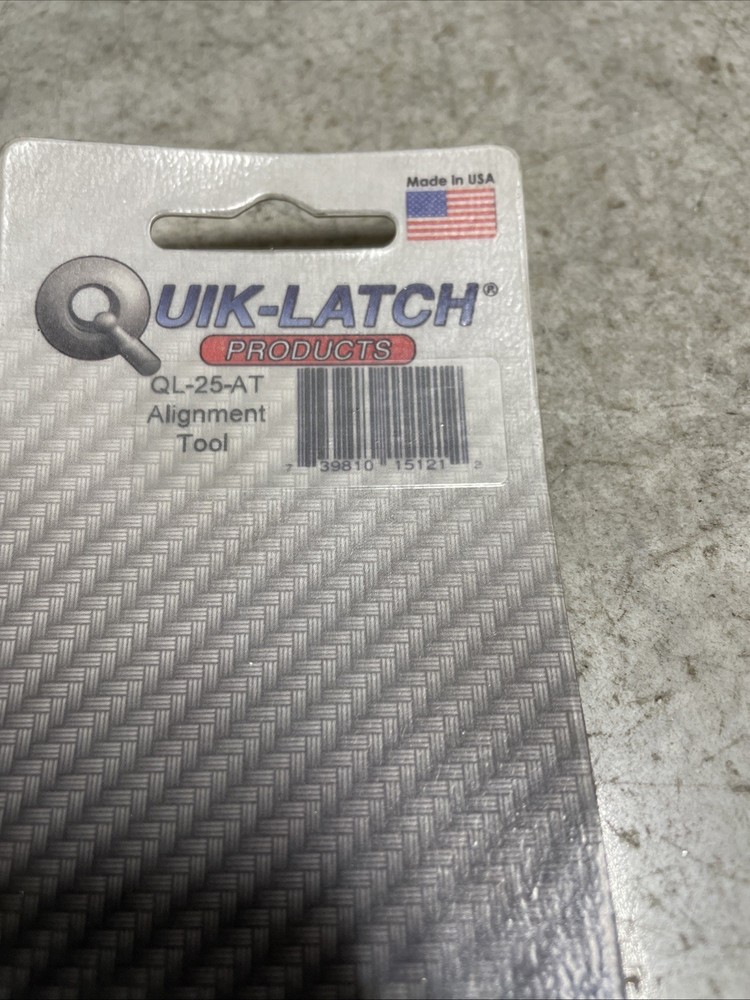 Made in USA
QUIK-LATCH®
PRODUCTS
QL-25-AT
Alignment
Tool
7 39810 15121 2